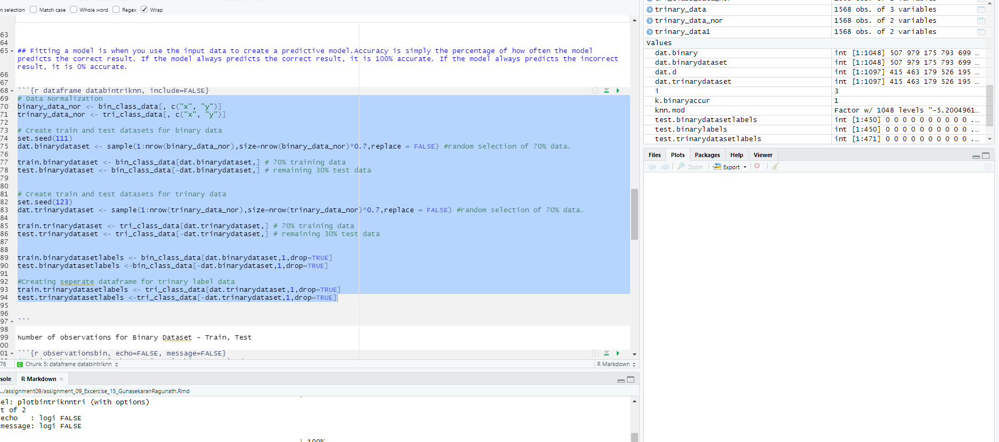 n selection Match case Whole word Regex Wrap
63
64
65 ## Fitting a model is when you use the input data to create a predictive model.Accuracy is simply the percentage of how often the model
predicts the correct result. If the model always predicts the correct result, it is 100% accurate. If the model always predicts the incorrect
result, it is 0% accurate.
66
67
68 ```{r dataframe databintriknn, include=FALSE}
69 # Data Normalization
70 binary_data_nor <- bin_class_data[, c("x", "y")]
71 trinary_data_nor <- tri_class_data[, c("x", "y")]
72
73 # Create train and test datasets for binary data
74 set.seed(111)
75 dat.binarydataset <- sample(1:nrow(binary_data_nor),size=nrow(binary_data_nor)*0.7,replace = FALSE) #random selection of 70% data.
76
77 train.binarydataset <- bin_class_data[dat.binarydataset,] # 70% training data
78 test.binarydataset <- bin_class_data[-dat.binarydataset,] # remaining 30% test data
79
80
81 # Create train and test datasets for trinary data
82 set.seed(123)
83 dat.trinarydataset <- sample(1:nrow(trinary_data_nor),size=nrow(trinary_data_nor)*0.7,replace = FALSE) #random selection of 70% data.
84
85 train.trinarydataset <- tri_class_data[dat.trinarydataset,] # 70% training data
86 test.trinarydataset <- tri_class_data[-dat.trinarydataset,] # remaining 30% test data
87
88
89 train.binarydatasetlabels <- bin_class_data[dat.binarydataset,1,drop=TRUE]
90 test.binarydatasetlabels <-bin_class_data[-dat.binarydataset,1,drop=TRUE]
91
92 #Creating seperate dataframe for trinary label data
93 train.trinarydatasetlabels <- tri_class_data[dat.trinarydataset,1,drop=TRUE]
94 test.trinarydatasetlabels <-tri_class_data[-dat.trinarydataset,1,drop=TRUE]
95
96
97 ```
98
99 Number of observations for Binary Dataset - Train, Test
00
01 ```{r observationsbin, echo=FALSE, message=FALSE}
76 Chunk 5: dataframe databintriknn R Markdown
sole R Markdown
.../assignment09/assignment_09_Excercise_15_GunasekaranRagunath.Rmd
el: plotbintriknntri (with options)
t of 2
echo : logi FALSE
message: logi FALSE
| 100%
trinary_data 1568 obs. of 3 variables
trinary_data_nor 1568 obs. of 2 variables
trinary_data1 1568 obs. of 2 variables
Values
dat.binary int [1:1048] 507 979 175 793 699 …
dat.binarydataset int [1:1048] 507 979 175 793 699 …
dat.d int [1:1097] 415 463 179 526 195 …
dat.trinarydataset int [1:1097] 415 463 179 526 195 …
i 3
k.binaryaccur 1
knn.mod Factor w/ 1048 levels "-5.2004961…
test.binarydatasetlabels int [1:450] 0 0 0 0 0 0 0 0 0 0 .…
test.binarylabels int [1:450] 0 0 0 0 0 0 0 0 0 0 .…
test.trinarydatasetlabels int [1:471] 0 0 0 0 0 0 0 0 0 0 .…
Files Plots Packages Help Viewer
Zoom Export